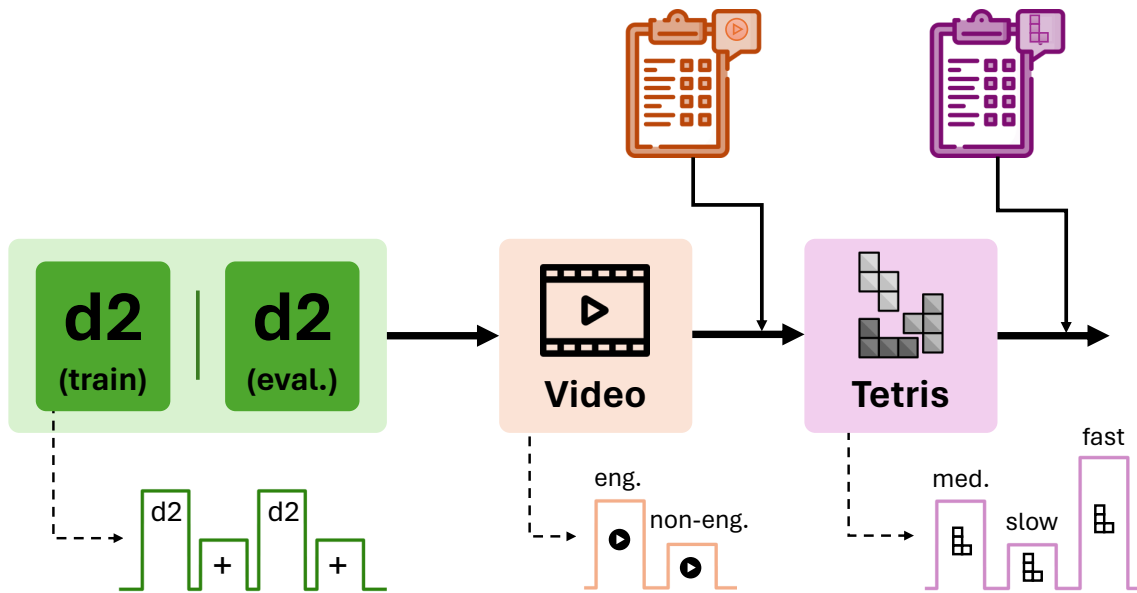 d2
(train)
d2
(eval.)
Video
Tetris
d2
+
d2
+
eng.
non-eng.
med.
slow
fast